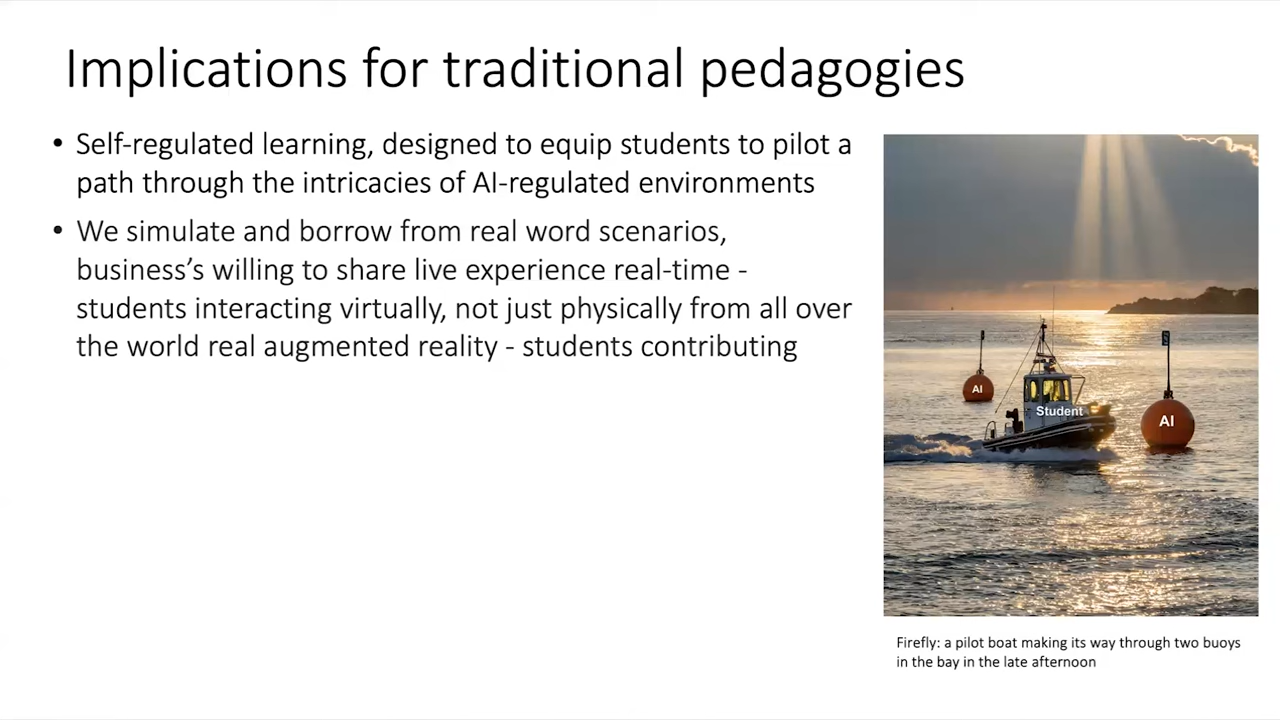 Implications for traditional pedagogies
• Self-regulated learning, designed to equip students to pilot a
path through the intricacies of AI-regulated environments
• We simulate and borrow from real word scenarios,
business's willing to share live experience real-time -
students interacting virtually, not just physically from all over
the world real augmented reality - students contributing
AI
Student
AI
Firefly: a pilot boat making its way through two buoys
in the bay in the late afternoon